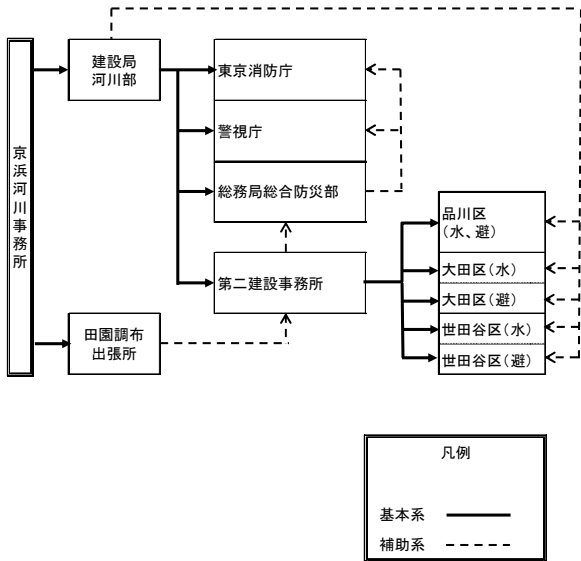 京浜河川事務所
建設局
河川部
東京消防庁
警視庁
総務局総合防災部
第二建設事務所
田園調布
出張所
品川区
(水、避)
大田区(水)
大田区(避)
世田谷区(水)
世田谷区(避)
凡例
基本系
補助系